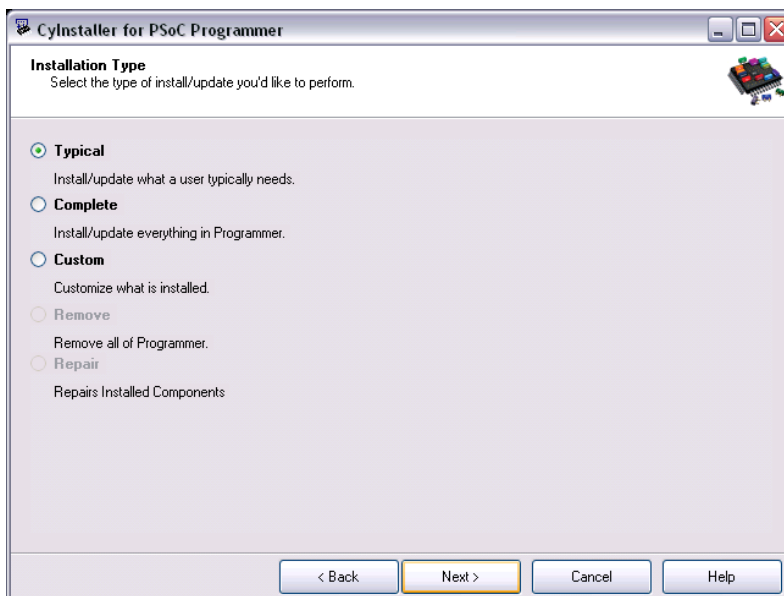 CyInstaller for PSoC Programmer
Installation Type
Select the type of install/update you'd like to perform.
Typical
Install/update what a user typically needs.
Complete
Install/update everything in Programmer.
Custom
Customize what is installed.
Remove
Remove all of Programmer.
Repair
Repairs Installed Components
< Back
Next >
Cancel
Help